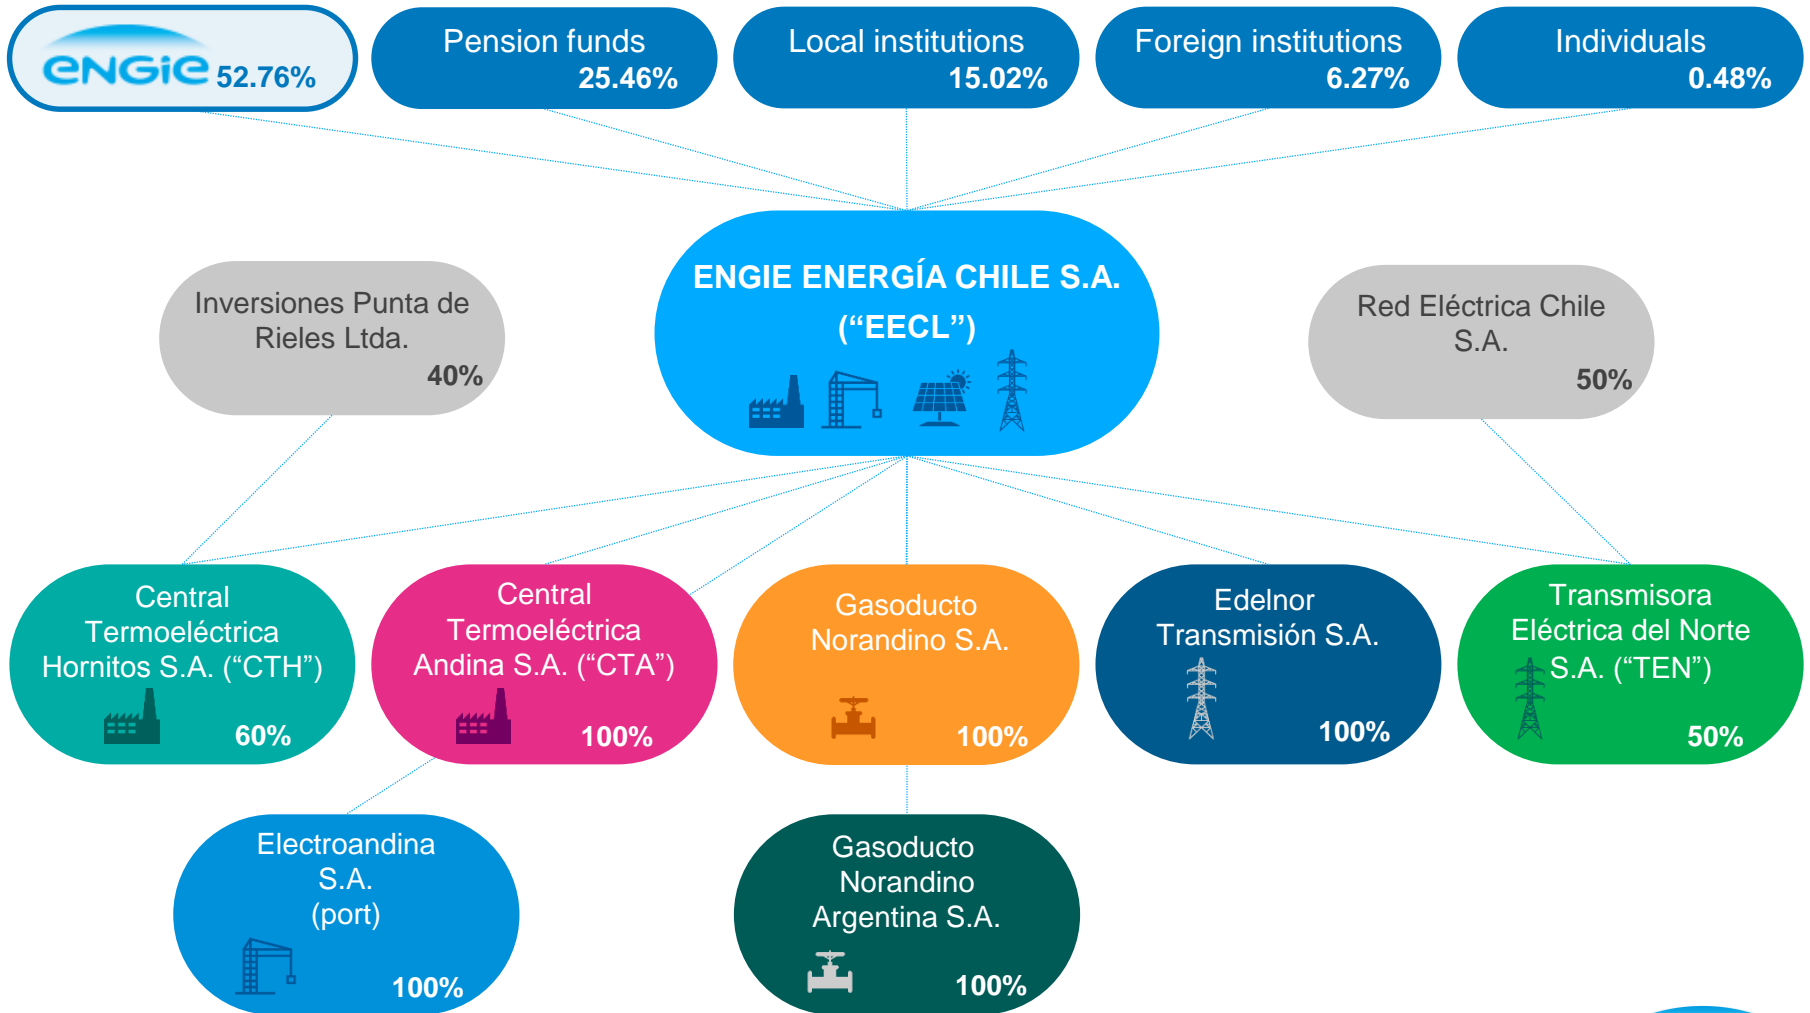 ENGIE 52.76%
Pension funds
25.46%
Local institutions
15.02%
Foreign institutions
6.27%
Individuals
0.48%
ENGIE ENERGÍA CHILE S.A.
(“EECL”)
Inversiones Punta de
Rieles Ltda.
40%
Red Eléctrica Chile
S.A.
50%
Central
Termoeléctrica
Hornitos S.A. (“CTH”)
60%
Central
Termoeléctrica
Andina S.A. (“CTA”)
100%
Gasoducto
Norandino S.A.
100%
Edelnor
Transmisión S.A.
100%
Transmisora
Eléctrica del Norte
S.A. (“TEN”)
50%
Electroandina
S.A.
(port)
100%
Gasoducto
Norandino
Argentina S.A.
100%